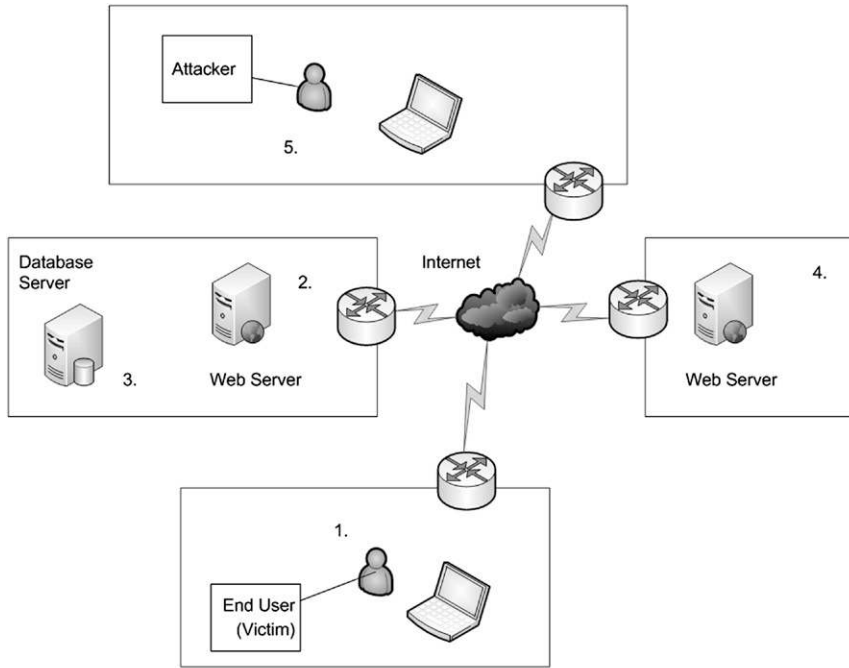 Attacker
5.
Database
Server
2.
3.
Web Server
Internet
4.
Web Server
1.
End User
(Victim)